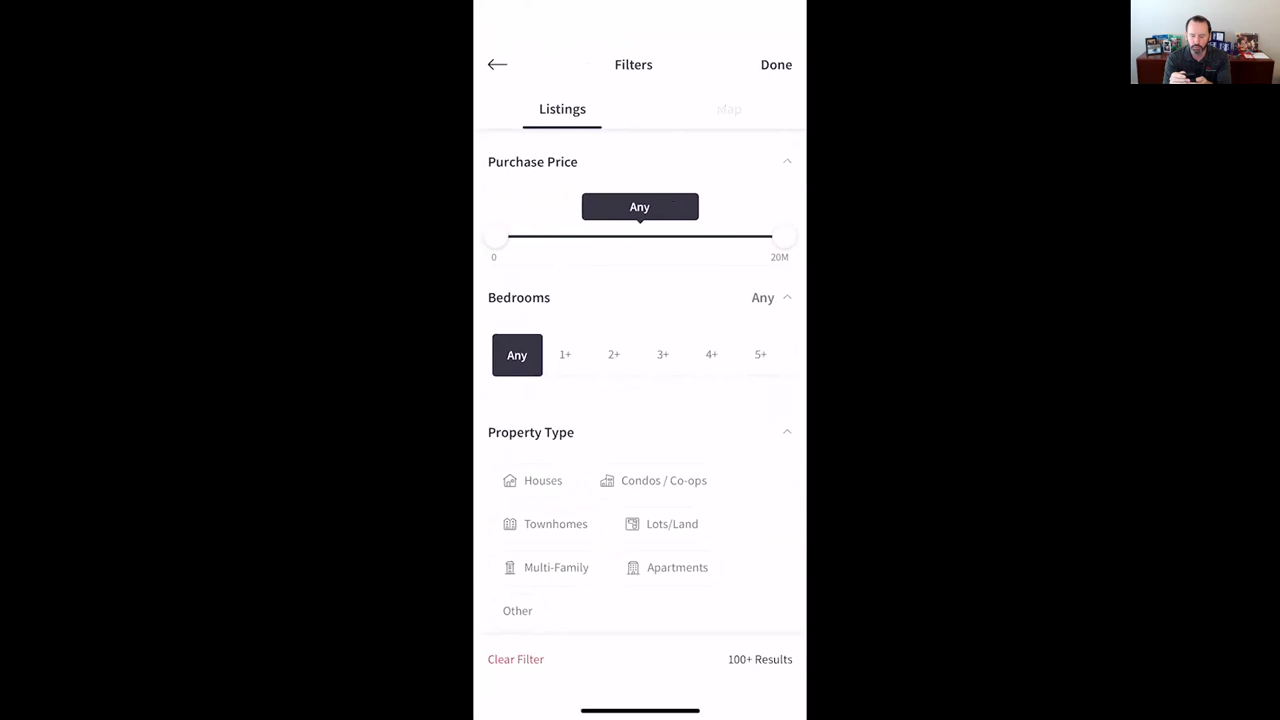 Filters
Done
Listings
Map
Purchase Price
Any
0
20M
Bedrooms
Any
Any
1+
2+
3+
4+
5+
Property Type
Houses
Condos / Co-ops
Townhomes
Lots/Land
Multi-Family
Apartments
Other
Clear Filter
100+ Results